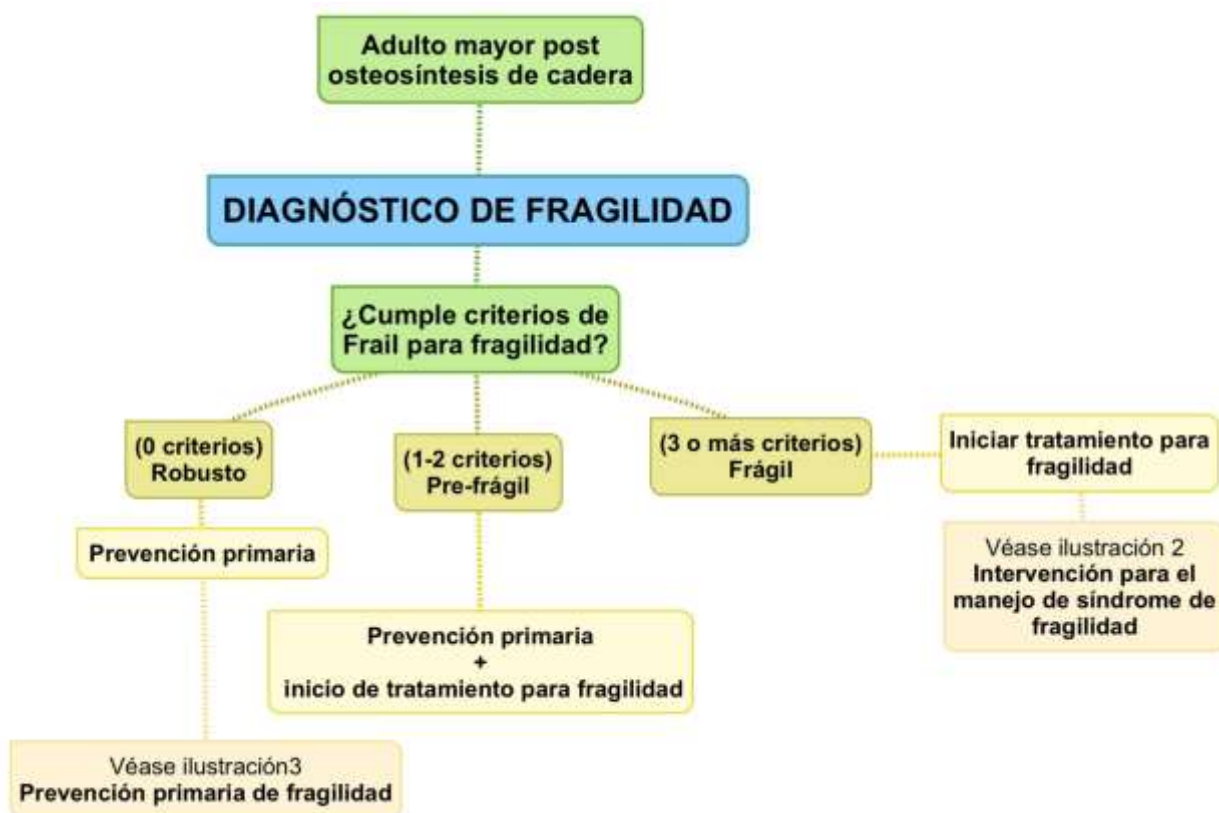 Adulto mayor post
osteosíntesis de cadera
DIAGNÓSTICO DE FRAGILIDAD
¿Cumple criterios de
Frail para fragilidad?
(0 criterios)
Robusto
(1-2 criterios)
Pre-frágil
(3 o más criterios)
Frágil
Iniciar tratamiento para
fragilidad
Prevención primaria
Véase ilustración 2
Intervención para el
manejo de síndrome de
fragilidad
Prevención primaria
+
inicio de tratamiento para fragilidad
Véase ilustración3
Prevención primaria de fragilidad